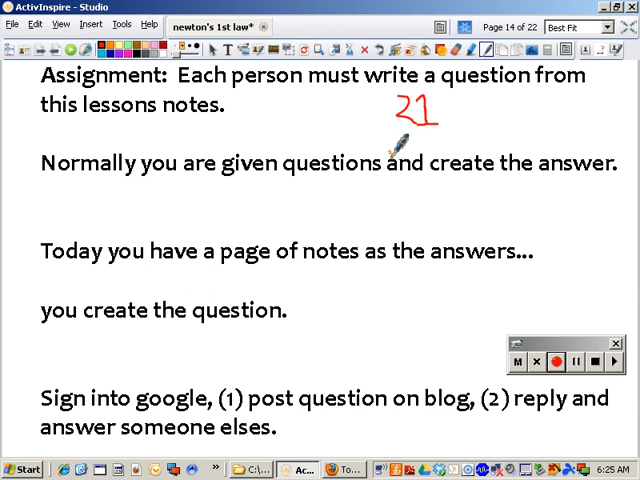 ActivInspire - Studio
File Edit View Insert Tools Help newton's 1st law* Page 14 of 22 Best Fit
Assignment: Each person must write a question from
this lessons notes.
21
Normally you are given questions and create the answer.
Today you have a page of notes as the answers...
you create the question.
M
Sign into google, (1) post question on blog, (2) reply and
answer someone elses.
Start » C:\... Ac... To... 6:25 AM